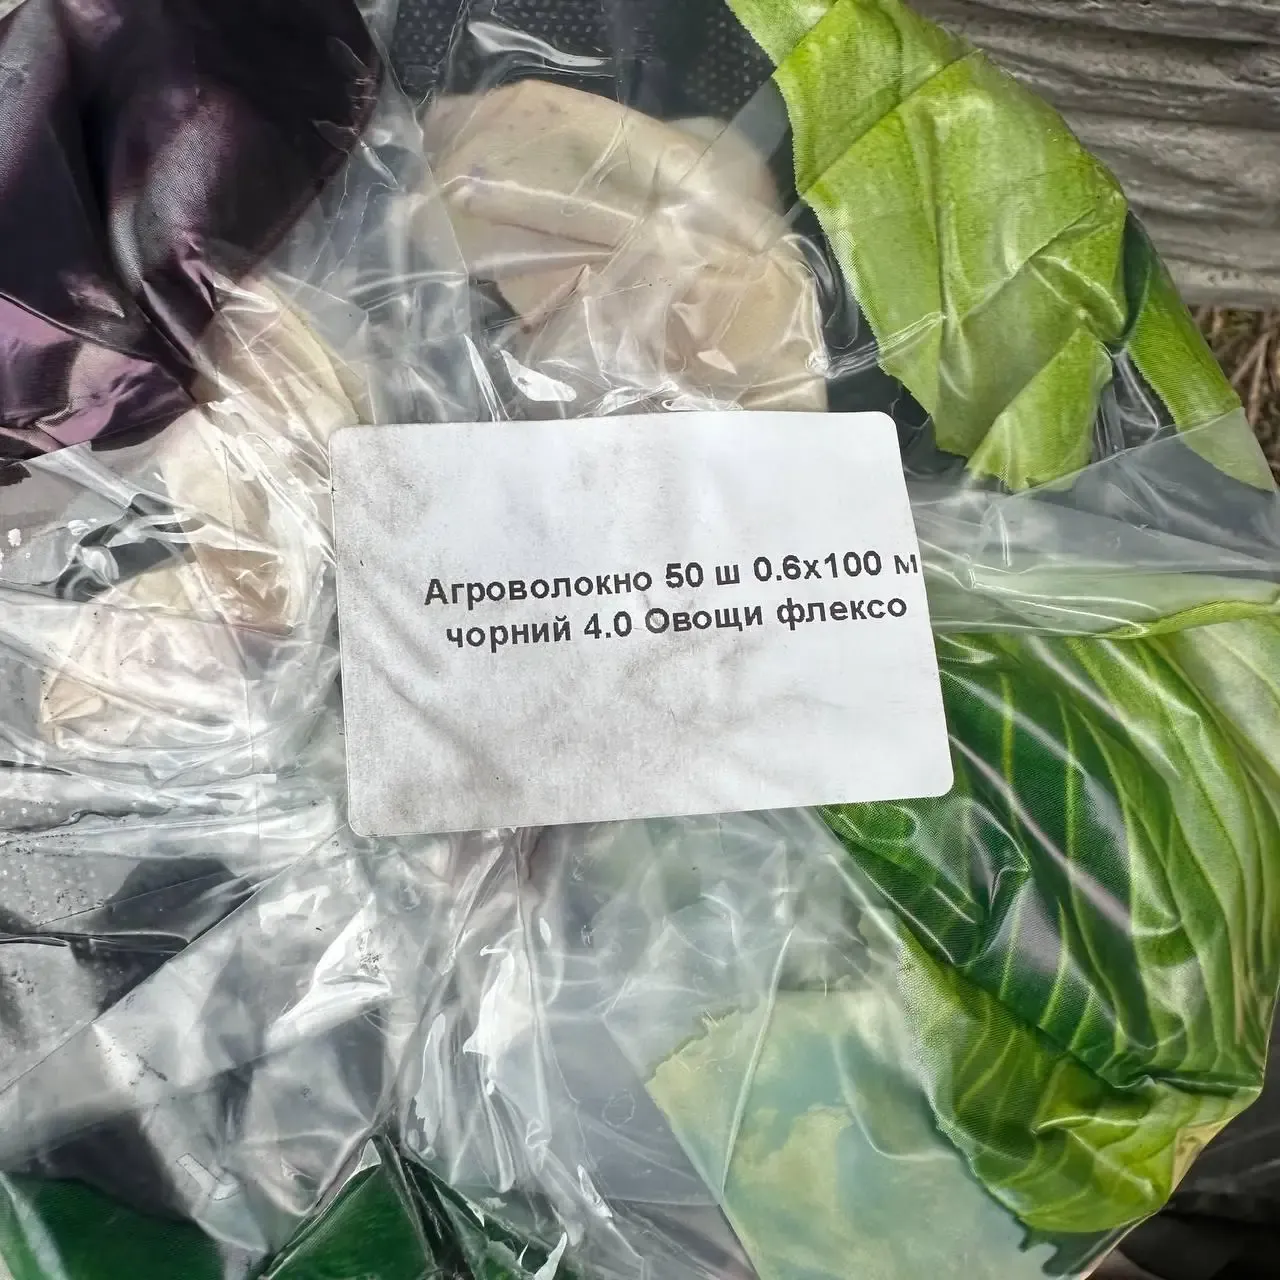 Агроволокно 50 ш 0.6х100 м
чорний 4.0 Овощи флексо